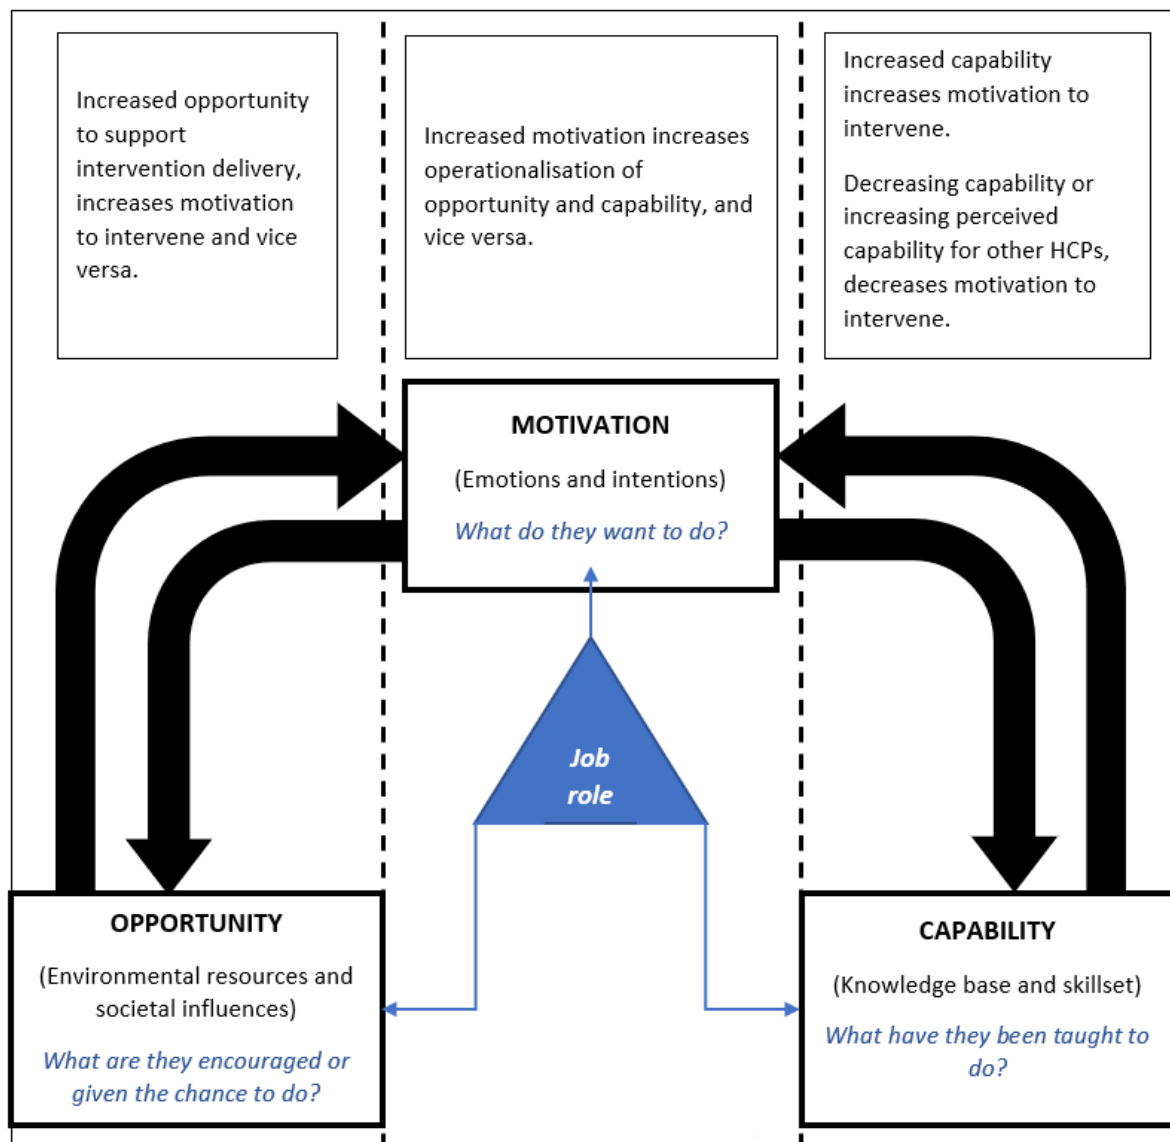 Increased opportunity
to support
intervention delivery,
increases motivation
to intervene and vice
versa.
Increased motivation increases
operationalisation of
opportunity and capability, and
vice versa.
Increased capability
increases motivation to
intervene.
Decreasing capability or
increasing perceived
capability for other HCPs,
decreases motivation to
intervene.
MOTIVATION
(Emotions and intentions)
What do they want to do?
Job
role
OPPORTUNITY
(Environmental resources and
societal influences)
What are they encouraged or
given the chance to do?
CAPABILITY
(Knowledge base and skillset)
What have they been taught to
do?